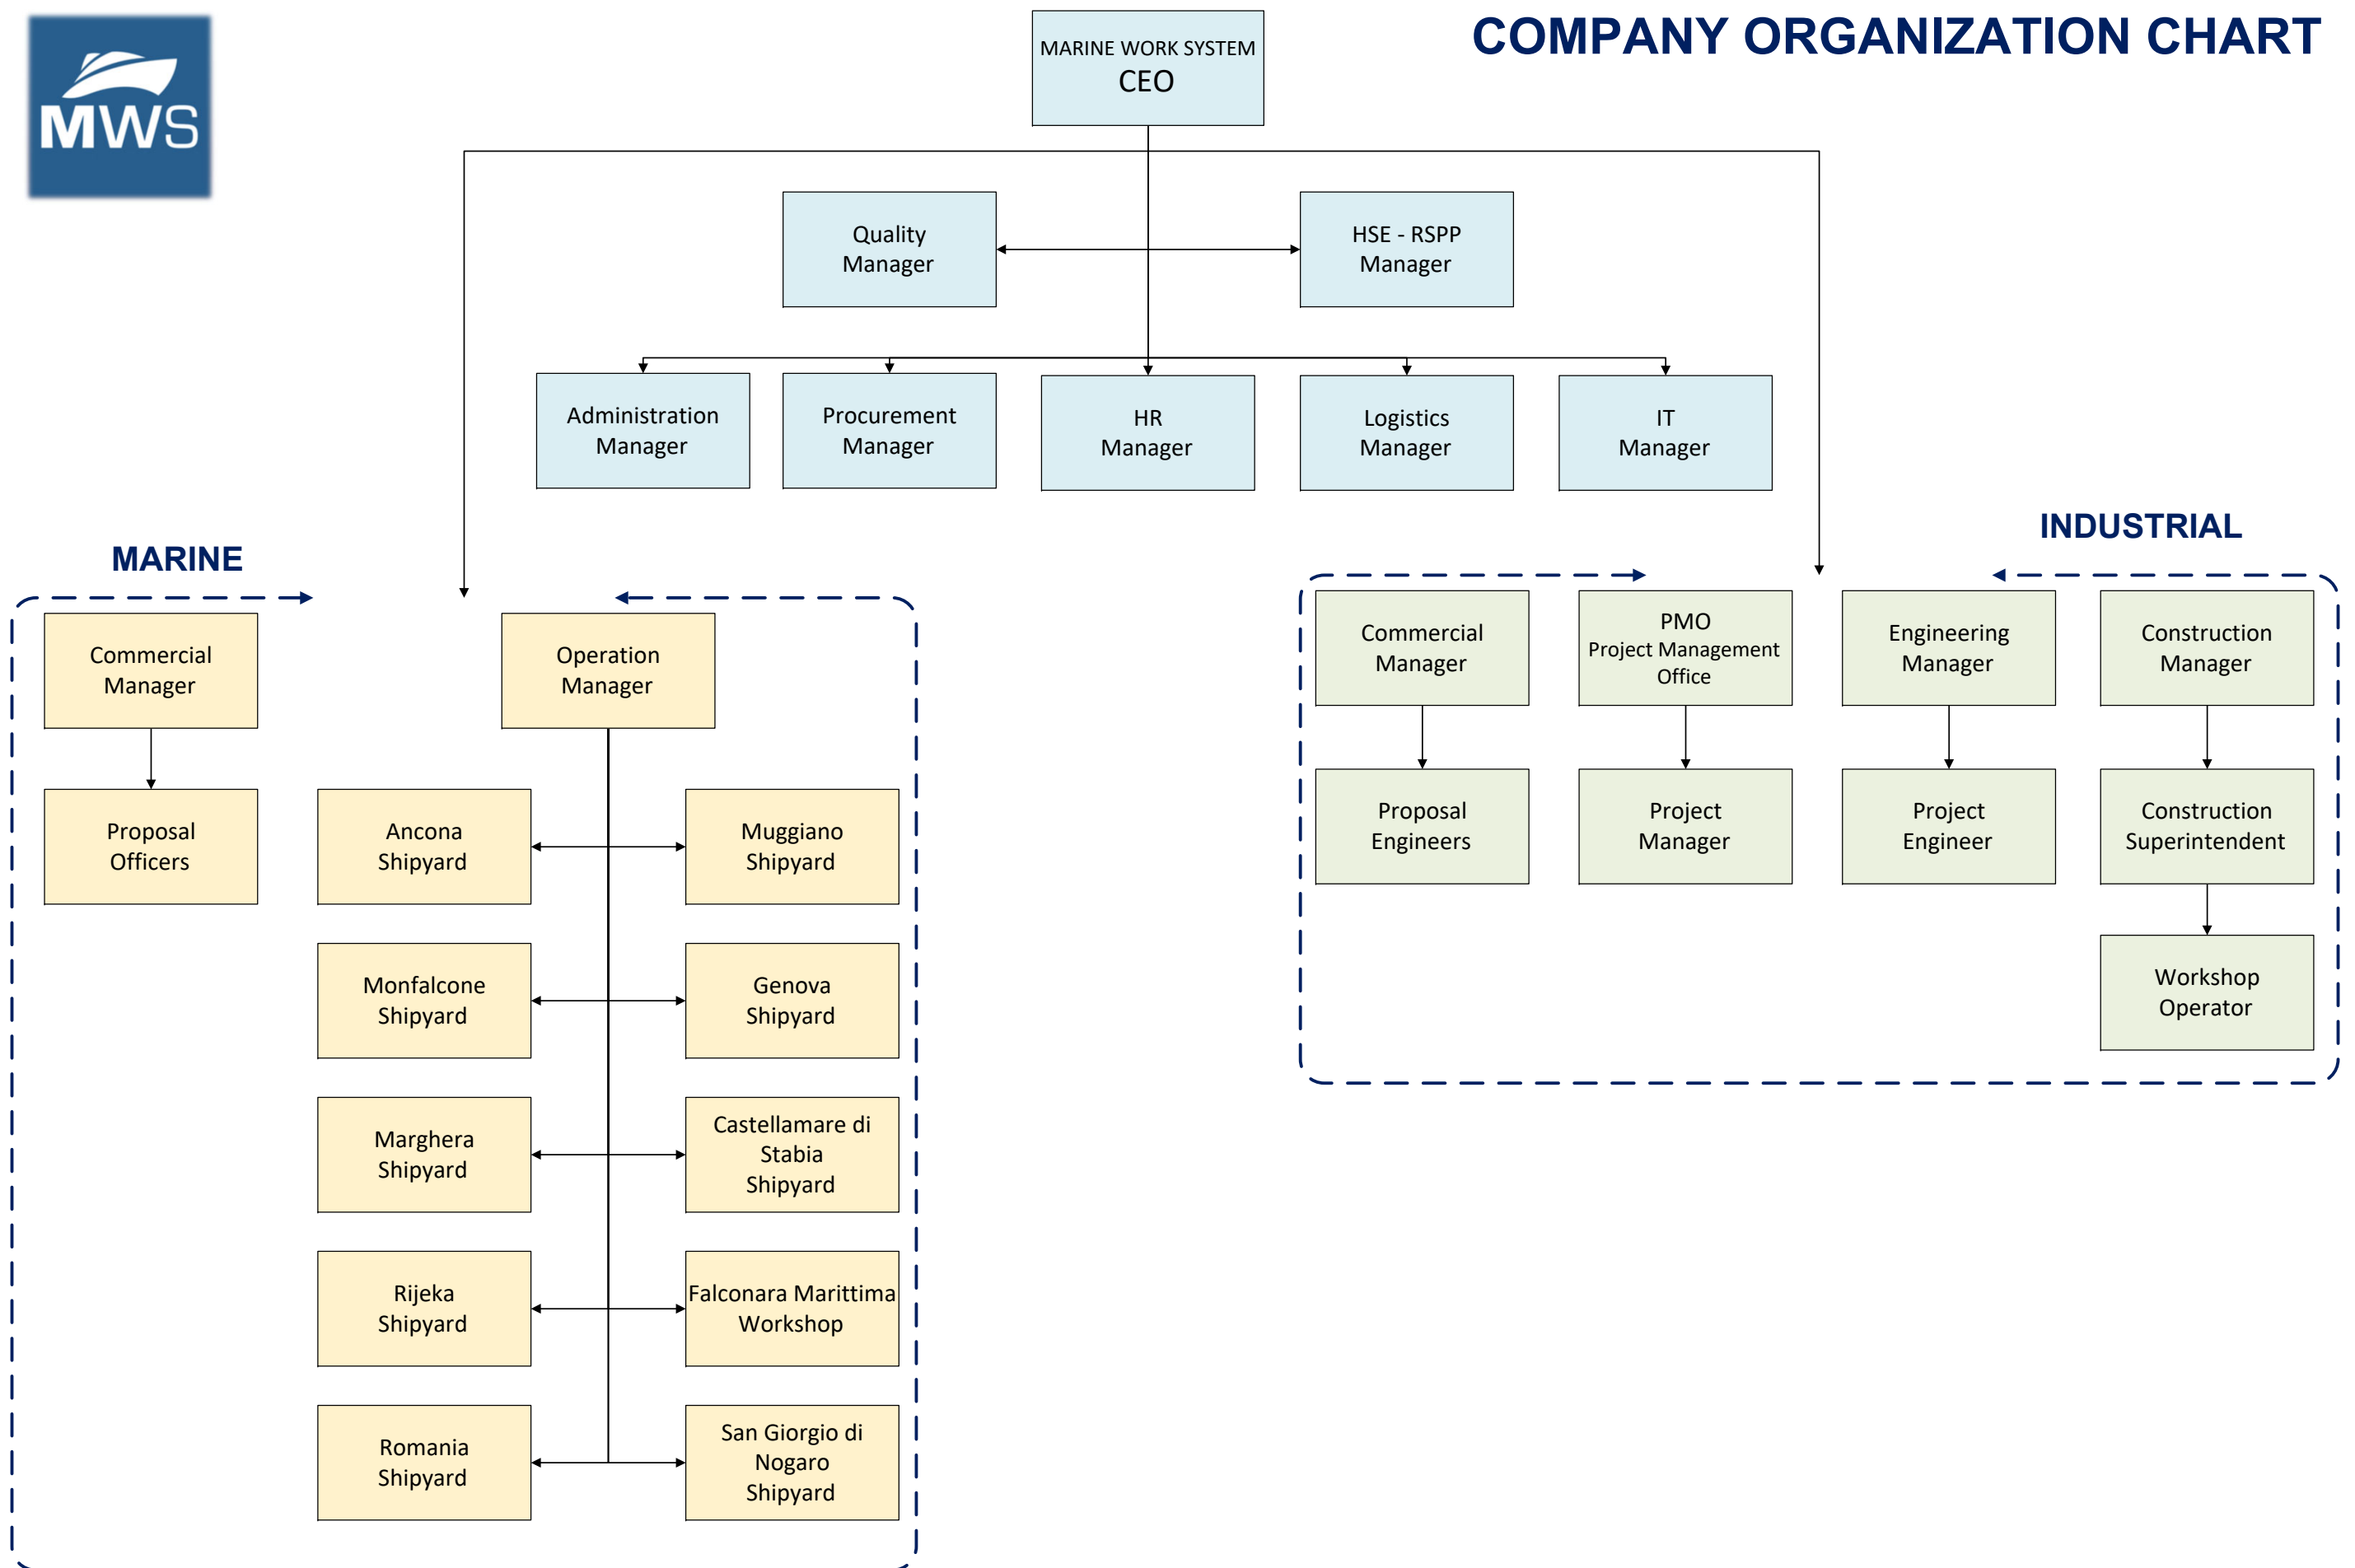 MWS
COMPANY ORGANIZATION CHART
MARINE WORK SYSTEM
CEO
Quality
Manager
HSE - RSPP
Manager
Administration
Manager
Procurement
Manager
HR
Manager
Logistics
Manager
IT
Manager
MARINE
Commercial
Manager
Operation
Manager
Proposal
Officers
Ancona
Shipyard
Muggiano
Shipyard
Monfalcone
Shipyard
Genova
Shipyard
Marghera
Shipyard
Castellamare di
Stabia
Shipyard
Rijeka
Shipyard
Falconara Marittima
Workshop
Romania
Shipyard
San Giorgio di
Nogaro
Shipyard
INDUSTRIAL
Commercial
Manager
PMO
Project Management
Office
Engineering
Manager
Construction
Manager
Proposal
Engineers
Project
Manager
Project
Engineer
Construction
Superintendent
Workshop
Operator